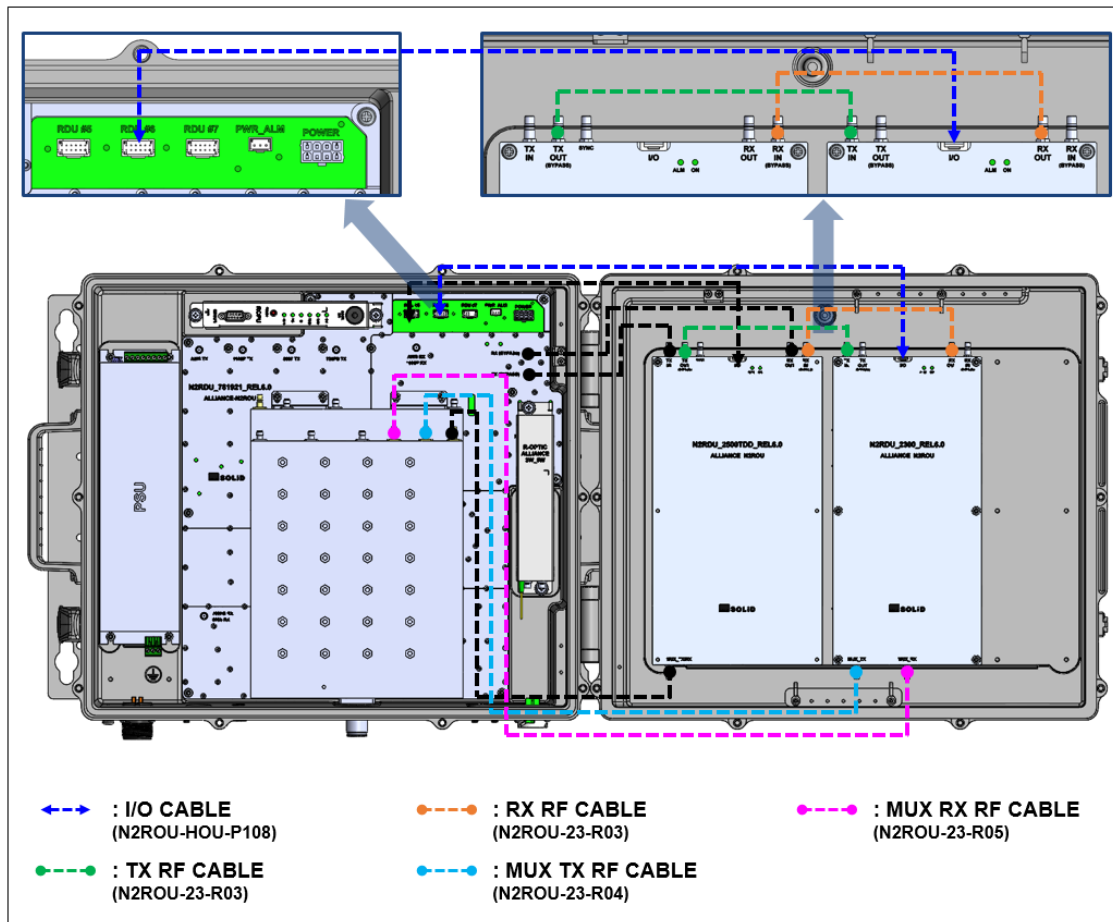 RDU #5
RDU #6
RDU #7
PWR_ALM
POWER
TX
IN
TX
OUT
(BYPASS)
SYNC
I/O
RX
OUT
RX
IN
(BYPASS)
ALM ON
TX
IN
TX
OUT
(BYPASS)
I/O
RX
OUT
RX
IN
(BYPASS)
ALM ON
N2RDU_781921_REL6.0
ALLIANCE-N2ROU
SOLiD
PSU
R-OPTIC
ALLIANCE
N2RDU_2500TDD_REL6.0
ALLIANCE N2ROU
SOLiD
N2RDU_2300_REL6.0
ALLIANCE N2ROU
SOLiD
MUX_TX
: I/O CABLE
(N2ROU-HOU-P108)
: RX RF CABLE
(N2ROU-23-R03)
: MUX RX RF CABLE
(N2ROU-23-R05)
: TX RF CABLE
(N2ROU-23-R03)
: MUX TX RF CABLE
(N2ROU-23-R04)